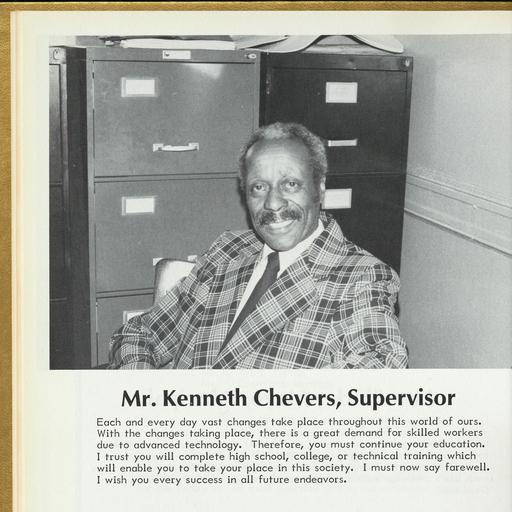 Mr. Kenneth Chevers, Supervisor
Each and every day vast changes take place throughout this world of ours.
With the changes taking place, there is a great demand for skilled workers
due to advanced technology. Therefore, you must continue your education.
I trust you will complete high school, college, or technical training which
will enable you to take your place in this society. I must now say farewell.
I wish you every success in all future endeavors.